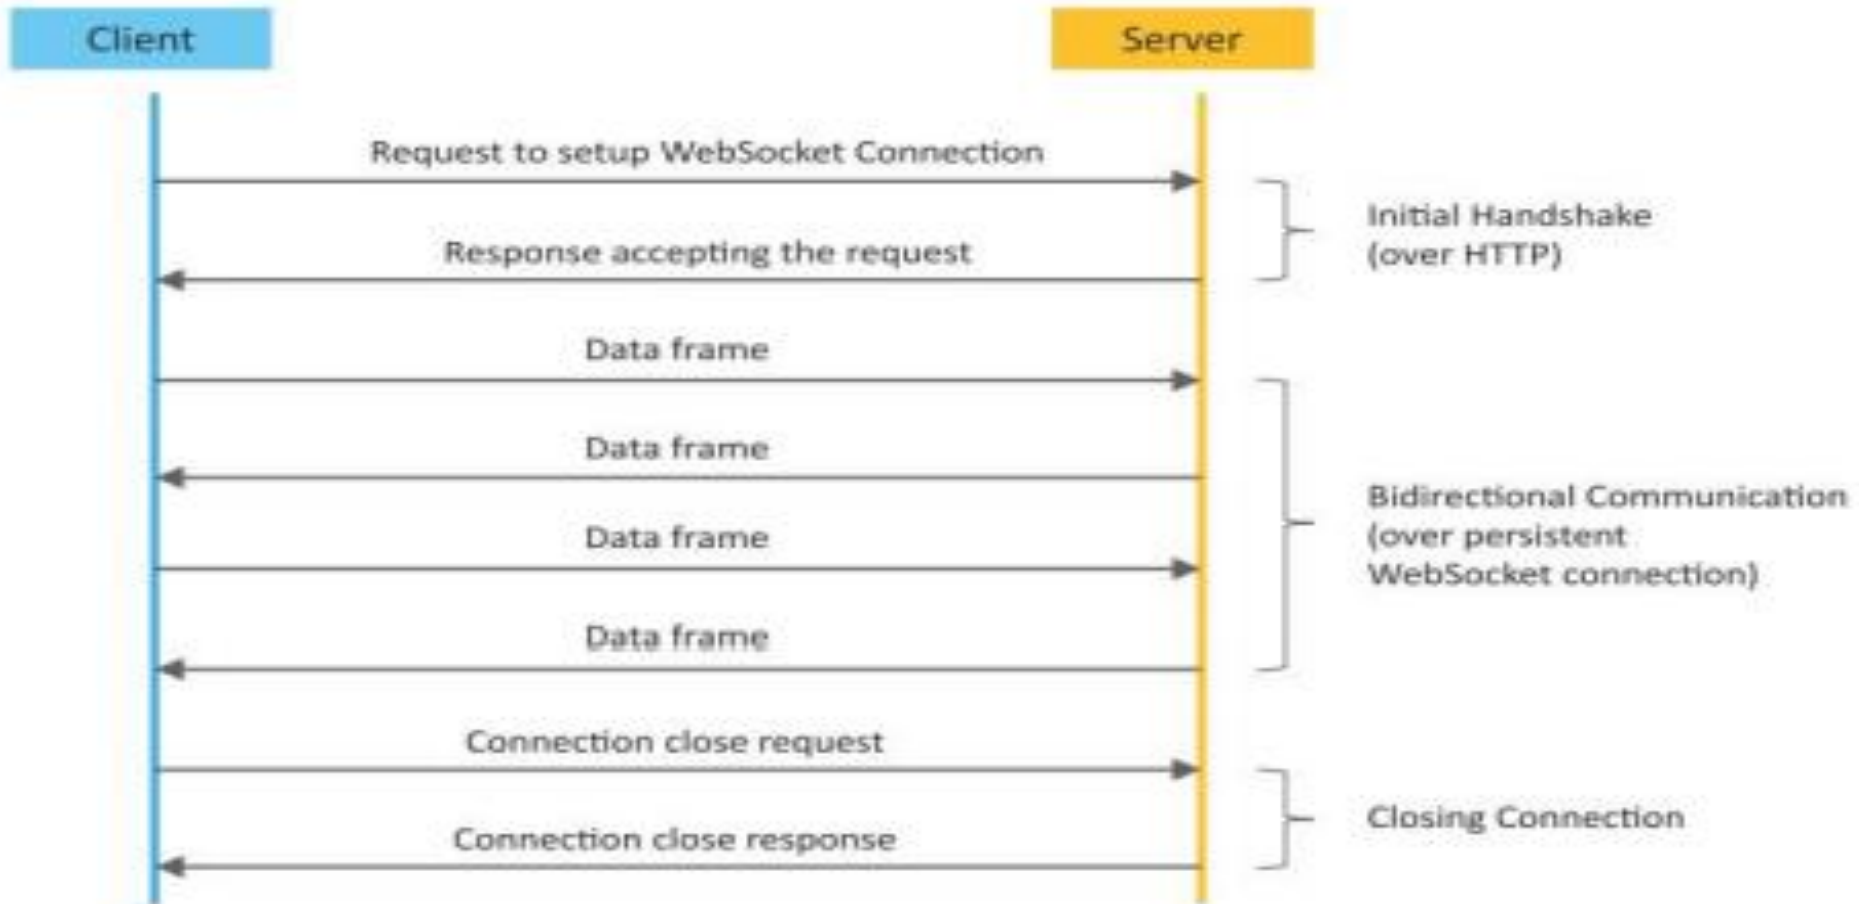 Client
Server
Request to setup WebSocket Connection
Response accepting the request
Initial Handshake
(over HTTP)
Data frame
Data frame
Data frame
Data frame
Bidirectional Communication
(over persistent
WebSocket connection)
Connection close request
Connection close response
Closing Connection